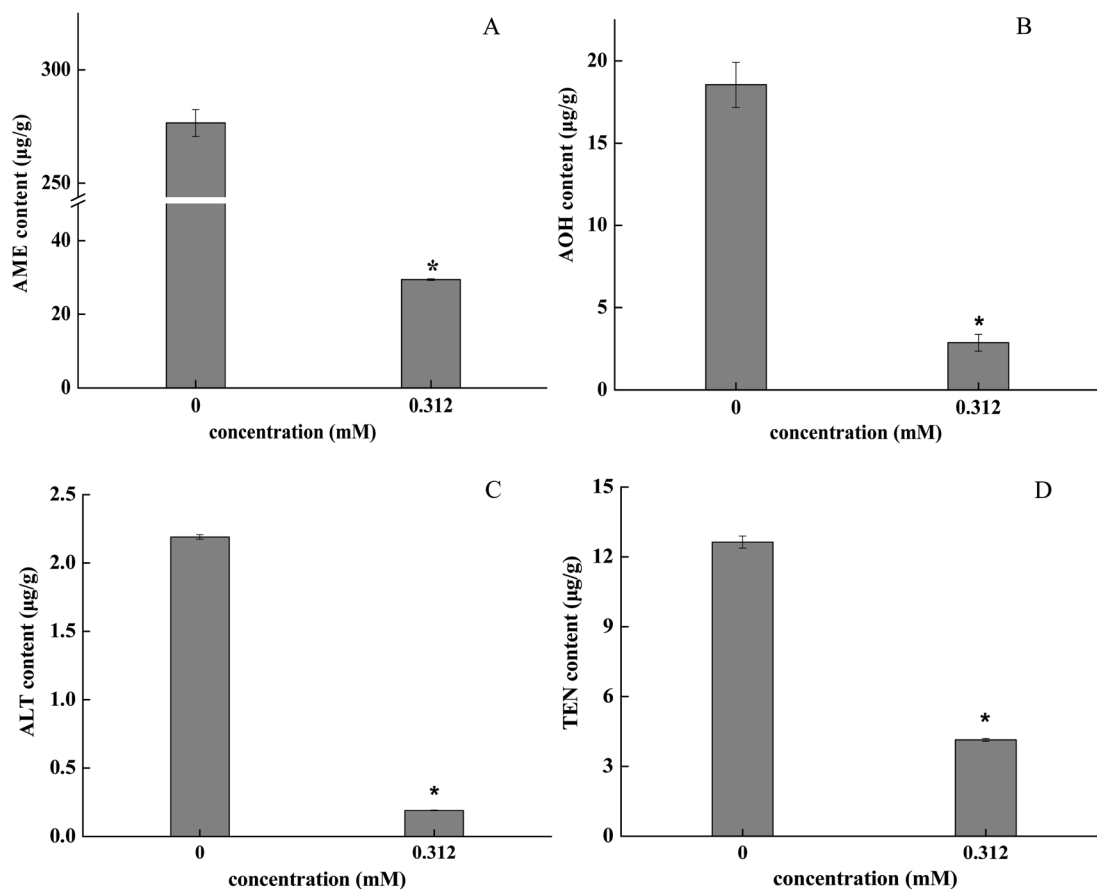 A
AME content (μg/g)
300
250
40
20
0
*
0
0.312
concentration (mM)
B
AOH content (μg/g)
20
15
10
5
0
*
0
0.312
concentration (mM)
C
ALT content (μg/g)
2.5
2.0
1.5
1.0
0.5
0.0
*
0
0.312
concentration (mM)
D
TEN content (μg/g)
15
12
9
6
3
0
*
0
0.312
concentration (mM)